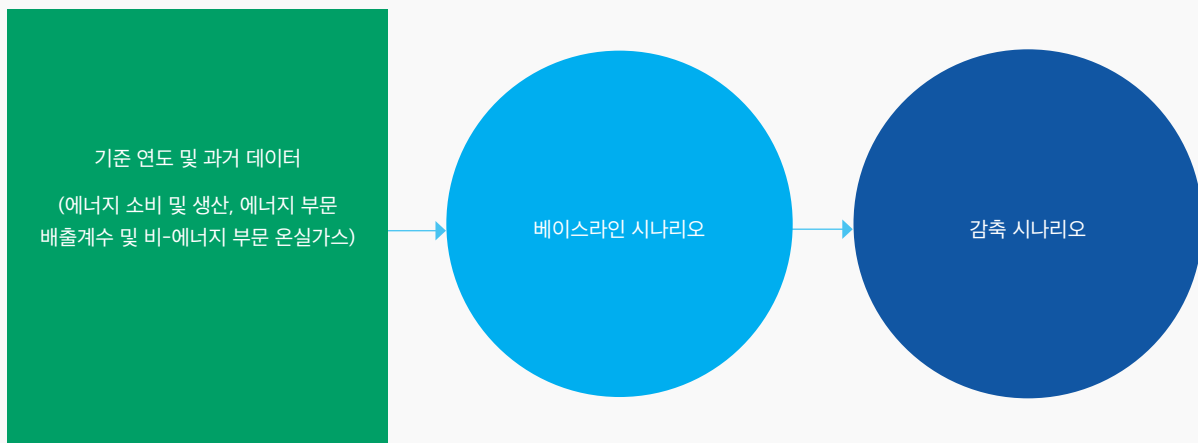 기준 연도 및 과거 데이터
(에너지 소비 및 생산, 에너지 부문
배출계수 및 비-에너지 부문 온실가스)
베이스라인 시나리오
감축 시나리오